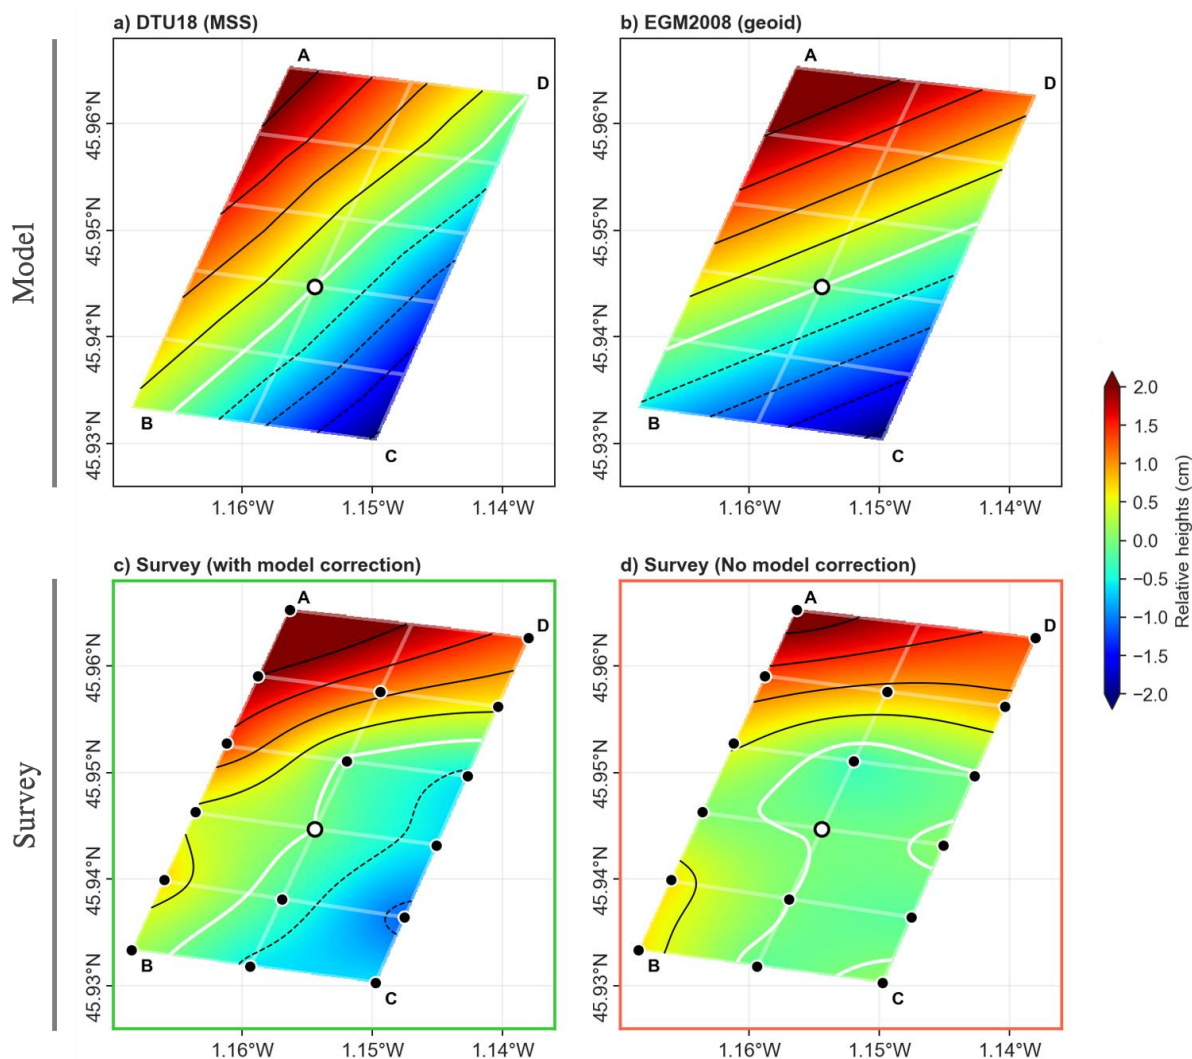 a) DTU18 (MSS)
b) EGM2008 (geoid)
Model
A
D
B
C
45.96°N
45.95°N
45.94°N
45.93°N
1.16°W
1.15°W
1.14°W
A
D
B
C
45.96°N
45.95°N
45.94°N
45.93°N
1.16°W
1.15°W
1.14°W
2.0
1.5
1.0
0.5
0.0
−0.5
−1.0
−1.5
−2.0
Relative heights (cm)
c) Survey (with model correction)
d) Survey (No model correction)
Survey
A
D
B
C
45.96°N
45.95°N
45.94°N
45.93°N
1.16°W
1.15°W
1.14°W
A
D
B
C
45.96°N
45.95°N
45.94°N
45.93°N
1.16°W
1.15°W
1.14°W